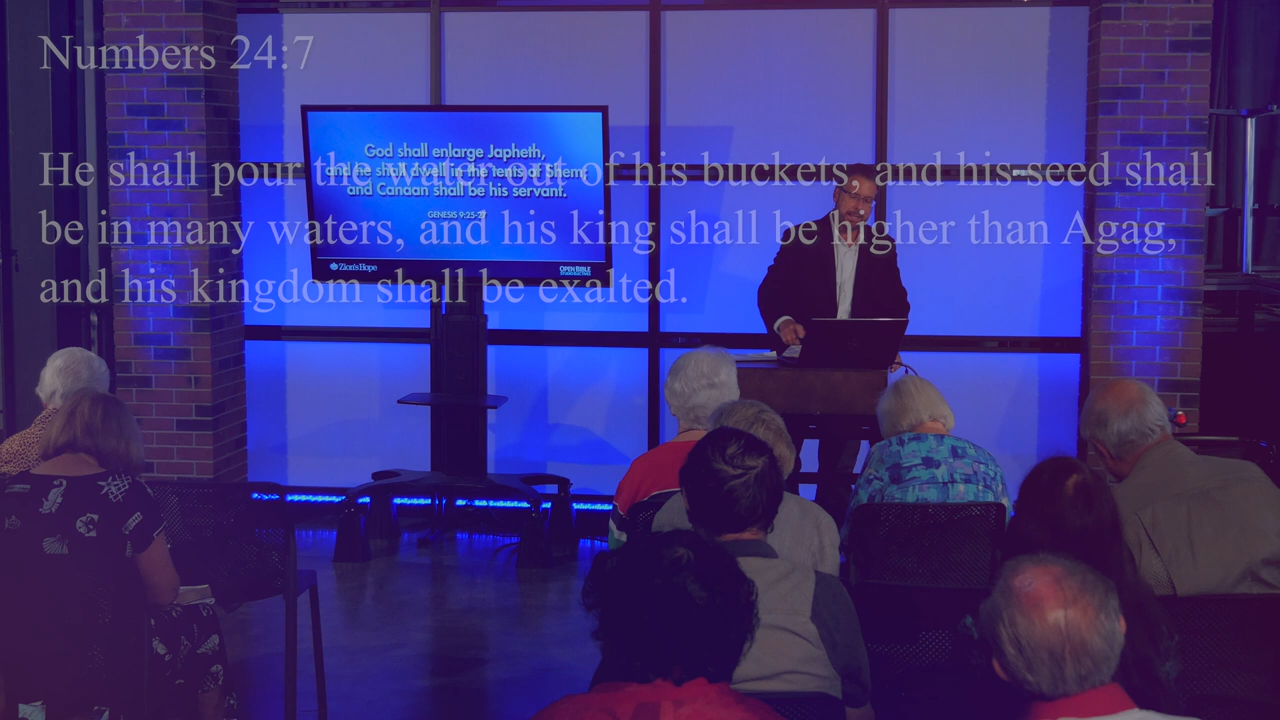 Numbers 24:7
He shall pour the water out of his buckets, and his seed shall
be in many waters, and his king shall be higher than Agag,
and his kingdom shall be exalted.
God shall enlarge Japheth,
and he shall dwell in the tents of Shem;
and Canaan shall be his servant.
GENESIS 9:25-27
Zion's Hope
OPEN BIBLE